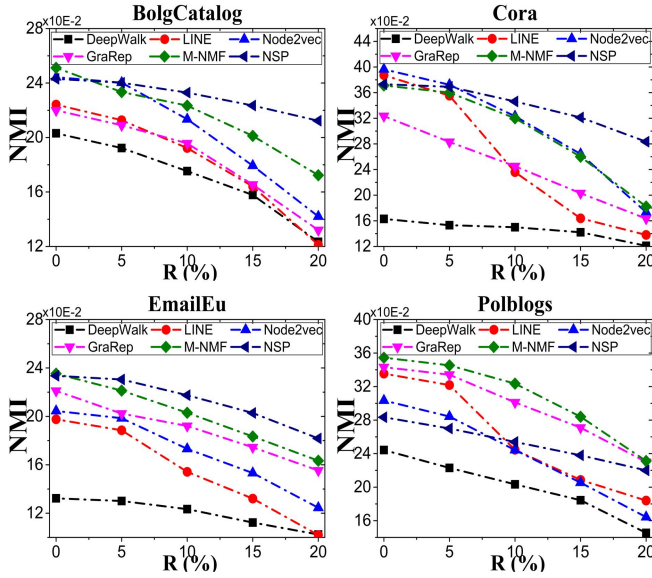 BolgCatalog
x10E-2
DeepWalk LINE Node2vec
GraRep M-NMF NSP
NMI
28
24
20
16
12
0 5 10 15 20
R (%)
Cora
x10E-2
DeepWalk LINE Node2vec
GraRep M-NMF NSP
NMI
44
40
36
32
28
24
20
16
12
0 5 10 15 20
R (%)
EmailEu
x10E-2
DeepWalk LINE Node2vec
GraRep M-NMF NSP
NMI
28
24
20
16
12
0 5 10 15 20
R (%)
Polblogs
x10E-2
DeepWalk LINE Node2vec
GraRep M-NMF NSP
NMI
40
36
32
28
24
20
16
0 5 10 15 20
R (%)